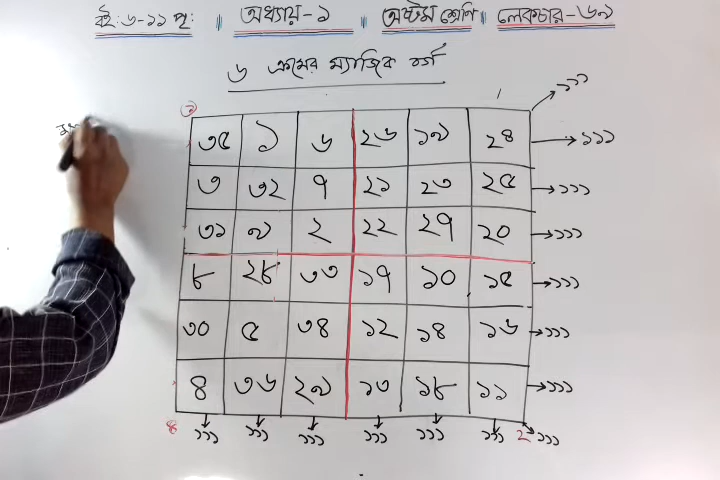 বই: ৬-১১ পৃ: অধ্যায়-১ অষ্টম শ্রেণি লেকচার-৬৯
৬ ক্রমের ম্যাজিক বর্গ
১১১
৩৫ ১ ৬ ২৬ ১৯ ২৪ → ১১১
৩ ৩২ ৭ ২১ ২৩ ২৫ → ১১১
৩১ ৯ ২ ২২ ২৭ ২০ → ১১১
৮ ২৮ ৩৩ ১৭ ১০ ১৫ → ১১১
৩০ ৫ ৩৪ ১২ ১৪ ১৬ → ১১১
৪ ৩৬ ২৯ ১৩ ১৮ ১১ → ১১১
৪ ১১১ ১১১ ১১১ ১১১ ১১১ ১১১ ২ ১১১